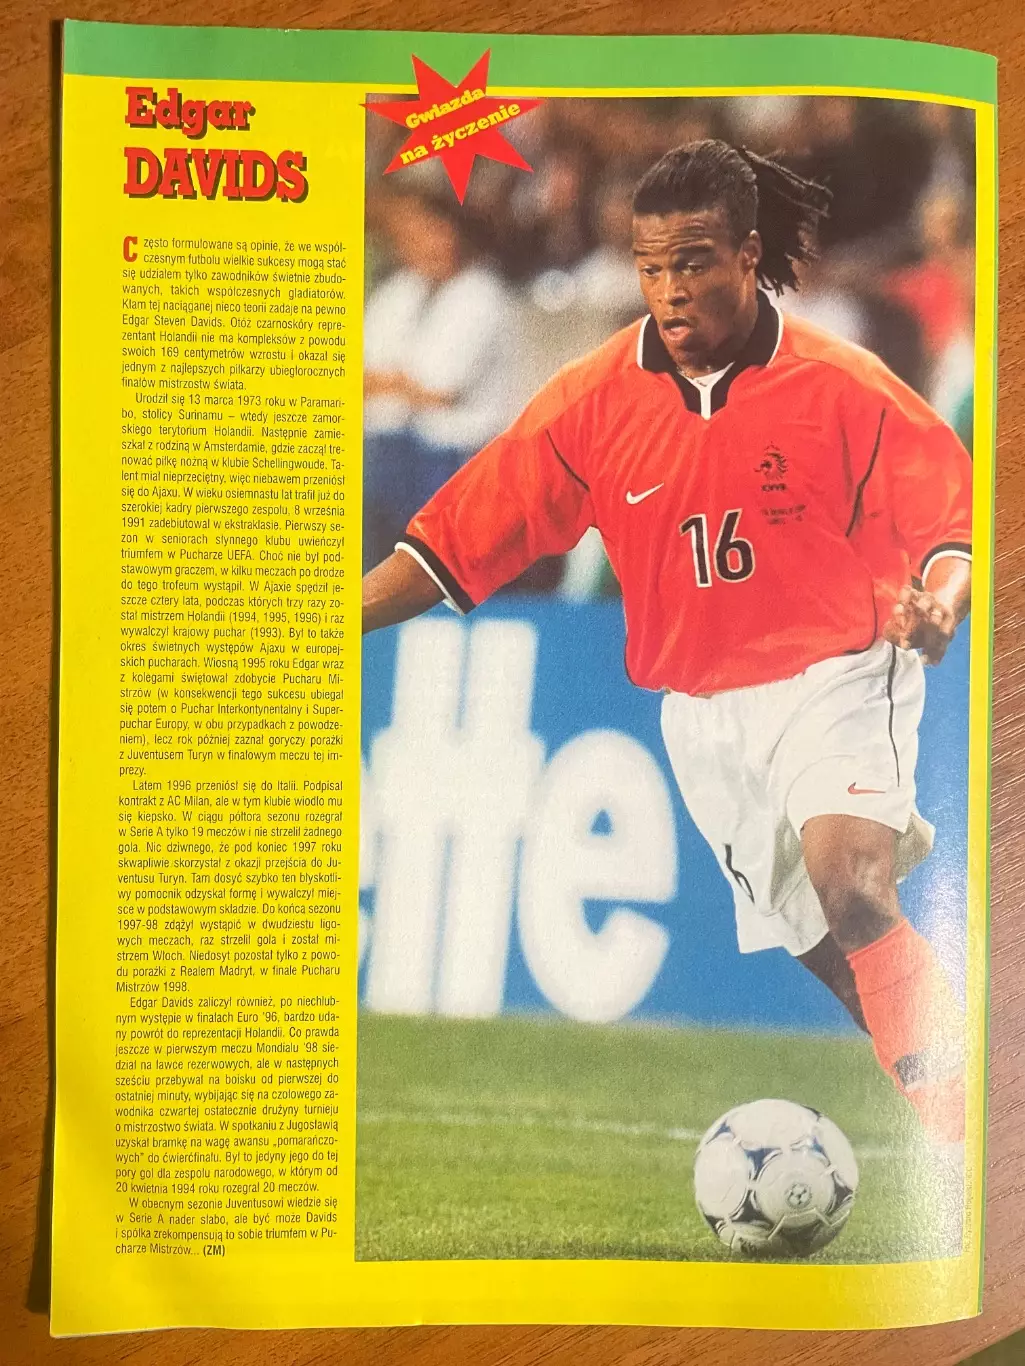 Edgar
DAVIDS
Gwiazda
na życzenie
Często formułowane są opinie, że we współ-
czesnym futbolu wielkie sukcesy mogą stać
się udziałem tylko zawodników świetnie zbudo-
wanych, takich współczesnych gladiatorów.
Kłam tej naciąganej nieco teorii zadaje na pewno
Edgar Steven Davids. Otóż czarnoskóry repre-
zentant Holandii nie ma kompleksów z powodu
swoich 169 centymetrów wzrostu i okazał się
jednym z najlepszych piłkarzy ubiegłorocznych
finałów mistrzostw świata.
Urodził się 13 marca 1973 roku w Paramari-
bo, stolicy Surinamu – wtedy jeszcze zamor-
skiego terytorium Holandii. Następnie zamie-
szkał z rodziną w Amsterdamie, gdzie zaczął tre-
nować piłkę nożną w klubie Schellingwoude. Ta-
lent miał nieprzeciętny, więc niebawem przeniósł
się do Ajaxu. W wieku osiemnastu lat trafił już do
szerokiej kadry pierwszego zespołu, 8 września
1991 zadebiutował w ekstraklasie. Pierwszy se-
zon w seniorach słynnego klubu uwieńczył
triumfem w Pucharze UEFA. Choć nie był pod-
stawowym graczem, w kilku meczach po drodze
do tego trofeum wystąpił. W Ajaxie spędził je-
szcze cztery lata, podczas których trzy razy zo-
stał mistrzem Holandii (1994, 1995, 1996) i raz
wywalczył krajowy puchar (1993). Był to także
okres świetnych występów Ajaxu w europej-
skich pucharach. Wiosną 1995 roku Edgar wraz
z kolegami świętował zdobycie Pucharu Mi-
strzów (w konsekwencji tego sukcesu ubiegał
się potem o Puchar Interkontynentalny i Super-
puchar Europy, w obu przypadkach z powodze-
niem), lecz rok później zaznał goryczy porażki
z Juventusem Turyn w finałowym meczu tej im-
prezy.
Latem 1996 przeniósł się do Italii. Podpisał
kontrakt z AC Milan, ale w tym klubie wiodło mu
się kiepsko. W ciągu półtora sezonu rozegrał
w Serie A tylko 19 meczów i nie strzelił żadnego
gola. Nic dziwnego, że pod koniec 1997 roku
skwapliwie skorzystał z okazji przejścia do Ju-
ventusu Turyn. Tam dosyć szybko ten błyskotli-
wy pomocnik odzyskał formę i wywalczył miej-
sce w podstawowym składzie. Do końca sezonu
1997-98 zdążył wystąpić w dwudziestu ligo-
wych meczach, raz strzelił gola i został mi-
strzem Włoch. Niedosyt pozostał tylko z powo-
du porażki z Realem Madryt, w finale Pucharu
Mistrzów 1998.
Edgar Davids zaliczył również, po niechlub-
nym występie w finałach Euro '96, bardzo uda-
ny powrót do reprezentacji Holandii. Co prawda
jeszcze w pierwszym meczu Mondialu '98 sie-
dział na ławce rezerwowych, ale w następnych
sześciu przebywał na boisku od pierwszej do
ostatniej minuty, wybijając się na czołowego za-
wodnika czwartej ostatecznie drużyny turnieju
o mistrzostwo świata. W spotkaniu z Jugosławią
uzyskał bramkę na wagę awansu „pomarańczo-
wych” do ćwierćfinału. Był to jedyny jego do tej
pory gol dla zespołu narodowego, w którym od
20 kwietnia 1994 roku rozegrał 20 meczów.
W obecnym sezonie Juventusowi wiedzie się
w Serie A nader słabo, ale być może Davids
i spółka zrekompensują to sobie triumfem w Pu-
charze Mistrzów... (ZM)
KNVB
16
llette